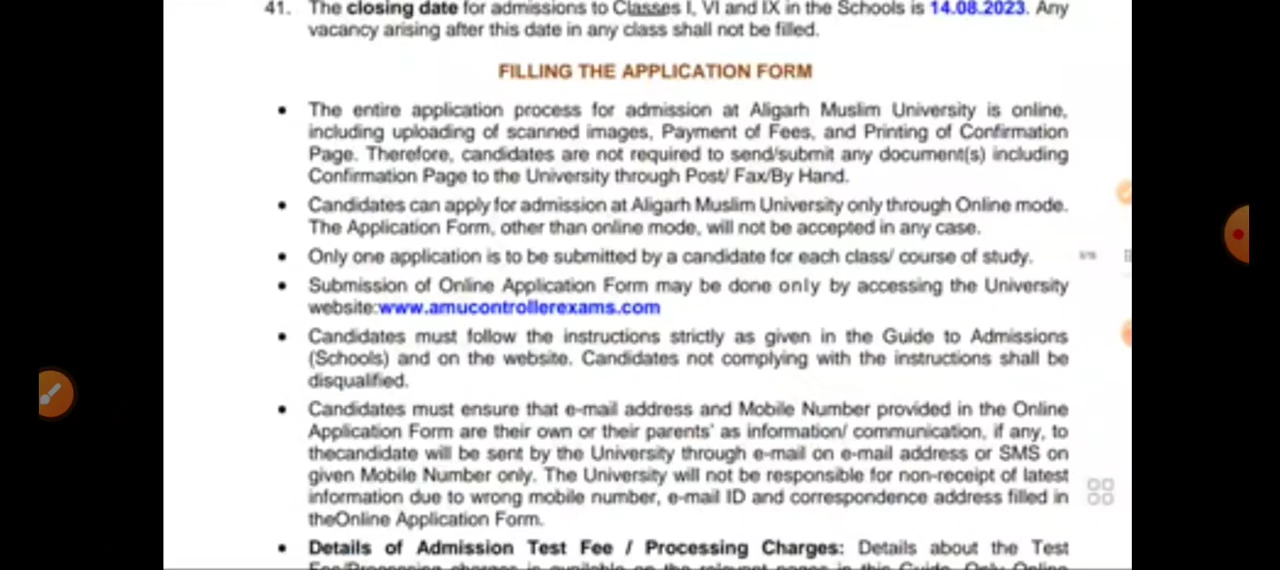 41. The closing date for admissions to Classes I, VI and IX in the Schools is 14.08.2023. Any
vacancy arising after this date in any class shall not be filled.
FILLING THE APPLICATION FORM
• The entire application process for admission at Aligarh Muslim University is online,
including uploading of scanned images, Payment of Fees, and Printing of Confirmation
Page. Therefore, candidates are not required to send/submit any document(s) including
Confirmation Page to the University through Post/ Fax/By Hand.
• Candidates can apply for admission at Aligarh Muslim University only through Online mode.
The Application Form, other than online mode, will not be accepted in any case.
• Only one application is to be submitted by a candidate for each class/ course of study.
• Submission of Online Application Form may be done only by accessing the University
website:www.amucontrollerexams.com
• Candidates must follow the instructions strictly as given in the Guide to Admissions
(Schools) and on the website. Candidates not complying with the instructions shall be
disqualified.
• Candidates must ensure that e-mail address and Mobile Number provided in the Online
Application Form are their own or their parents' as information/ communication, if any, to
thecandidate will be sent by the University through e-mail on e-mail address or SMS on
given Mobile Number only. The University will not be responsible for non-receipt of latest
information due to wrong mobile number, e-mail ID and correspondence address filled in
theOnline Application Form.
• Details of Admission Test Fee / Processing Charges: Details about the Test